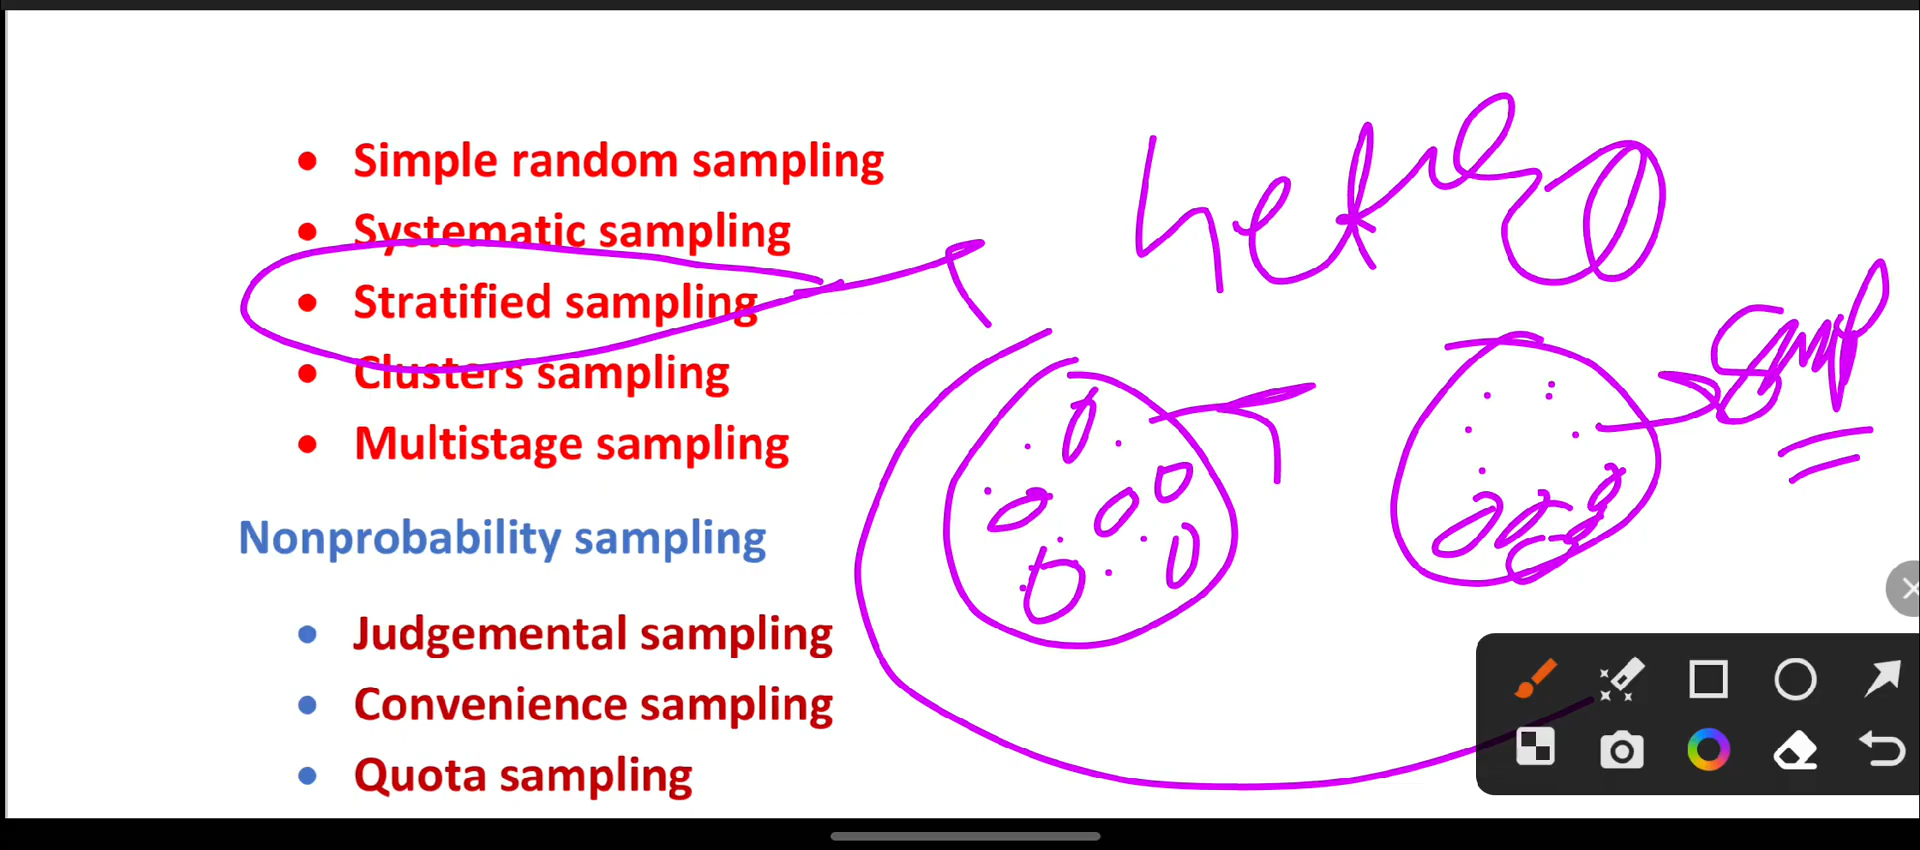 • Simple random sampling
• Systematic sampling
• Stratified sampling
• Clusters sampling
• Multistage sampling
Nonprobability sampling
• Judgemental sampling
• Convenience sampling
• Quota sampling